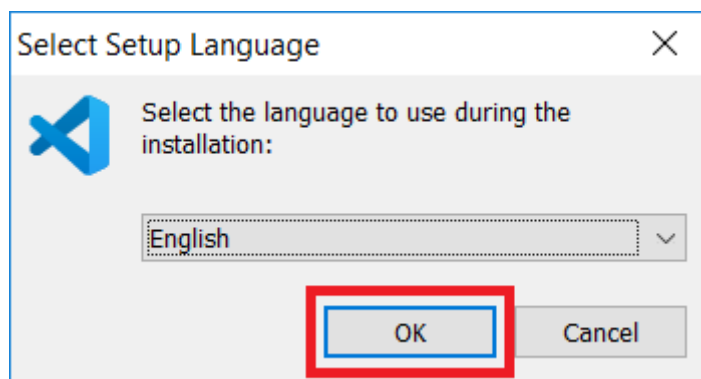 Select Setup Language
Select the language to use during the
installation:
English
OK
Cancel